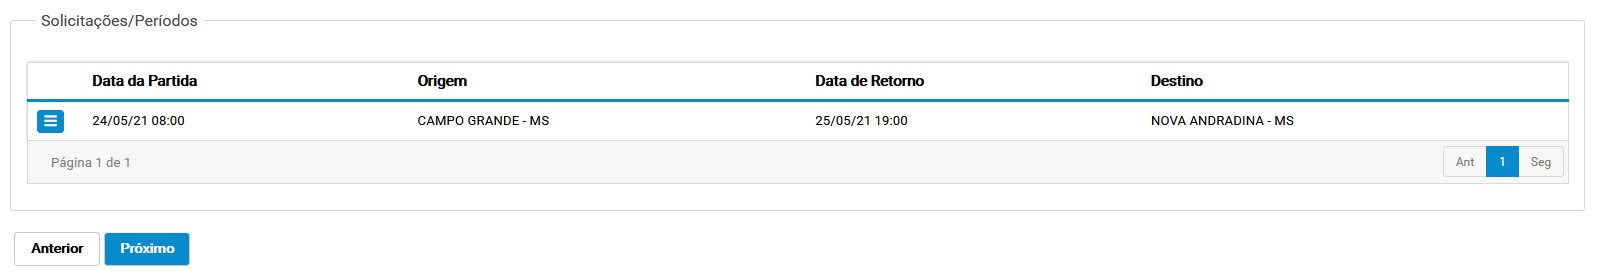 Solicitações/Períodos
Data da Partida Origem Data de Retorno Destino
24/05/21 08:00 CAMPO GRANDE - MS 25/05/21 19:00 NOVA ANDRADINA - MS
Página 1 de 1 Ant 1 Seg
Anterior Próximo